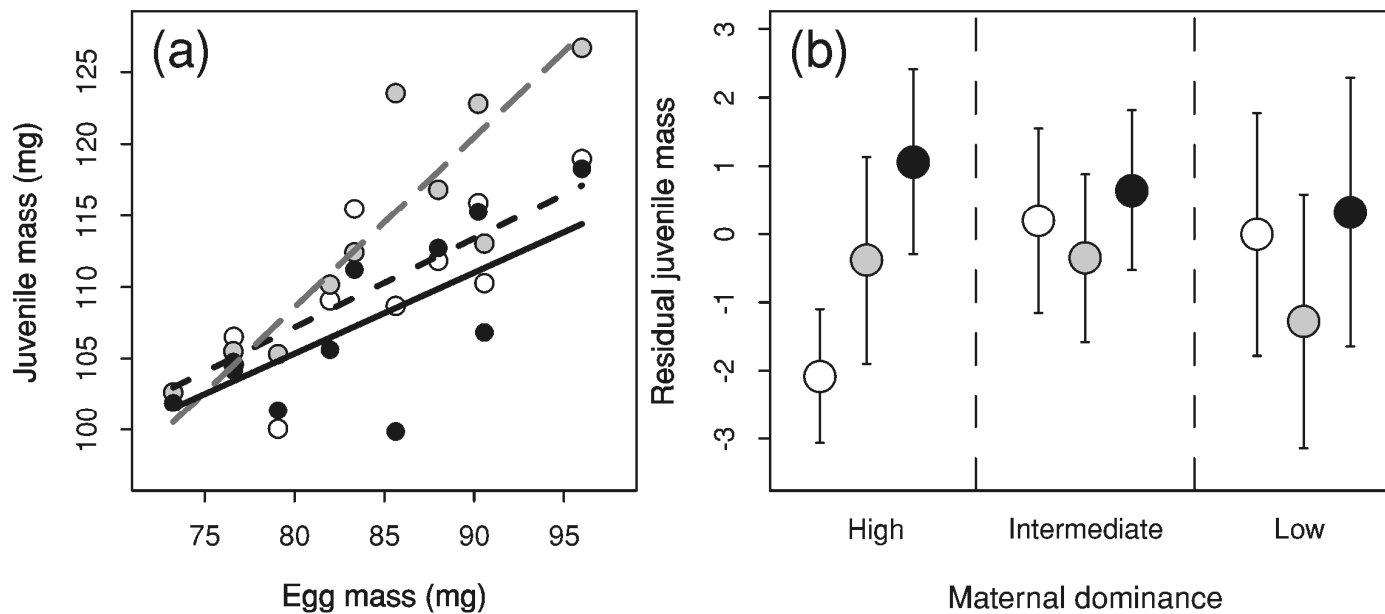 (a)
Juvenile mass (mg)
125
120
115
110
105
100
75 80 85 90 95
Egg mass (mg)
(b)
Residual juvenile mass
3
2
1
0
-1
-2
-3
High Intermediate Low
Maternal dominance